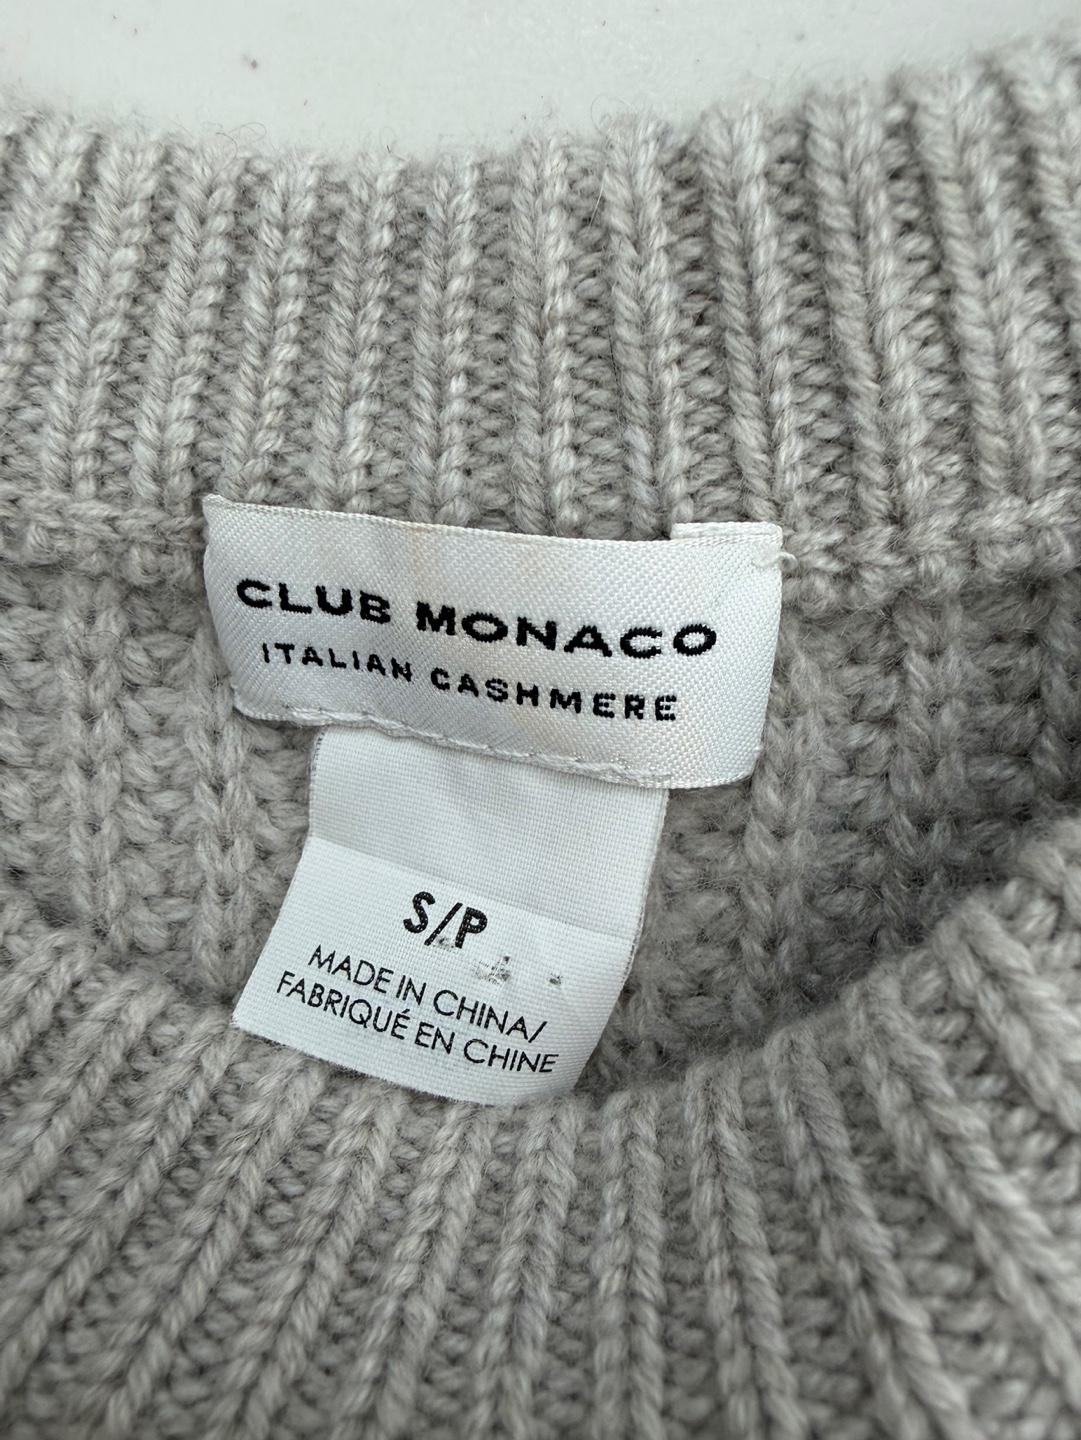 CLUB MONACO
ITALIAN CASHMERE
S/P
MADE IN CHINA/
FABRIQUÉ EN CHINE